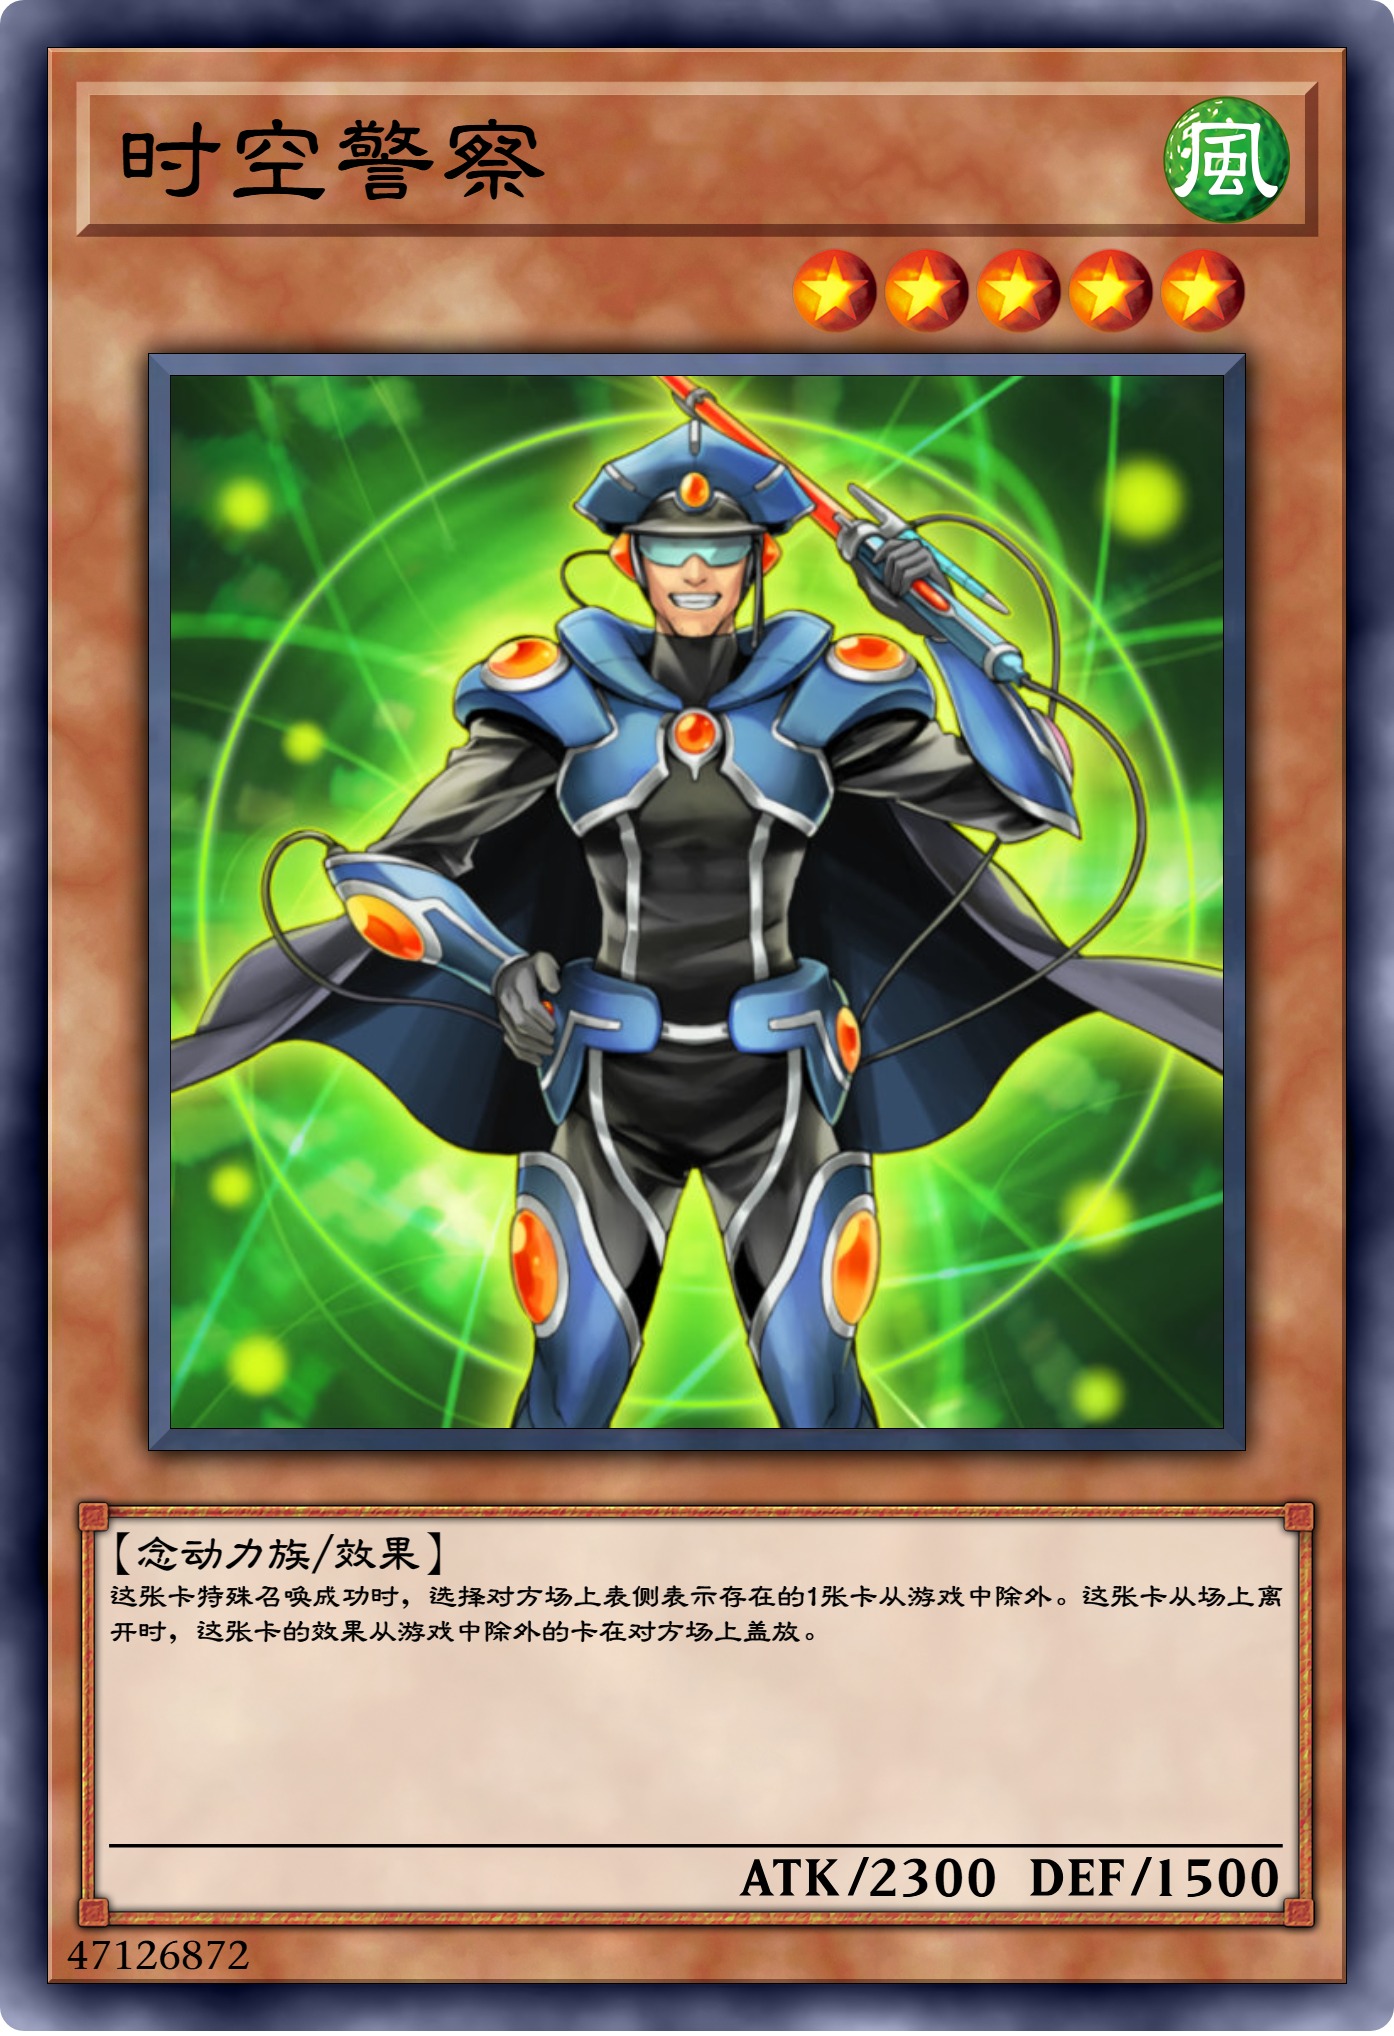 时空警察
風
【念动力族/效果】
这张卡特殊召唤成功时，选择对方场上表侧表示存在的1张卡从游戏中除外。这张卡从场上离
开时，这张卡的效果从游戏中除外的卡在对方场上盖放。
ATK/2300 DEF/1500
47126872